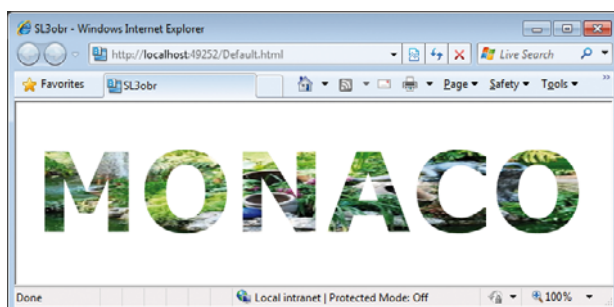 SL3obr - Windows Internet Explorer
http://localhost:49252/Default.html
Live Search
Favorites
SL3obr
Page
Safety
Tools
»
MONACO
Done
Local intranet | Protected Mode: Off
100%